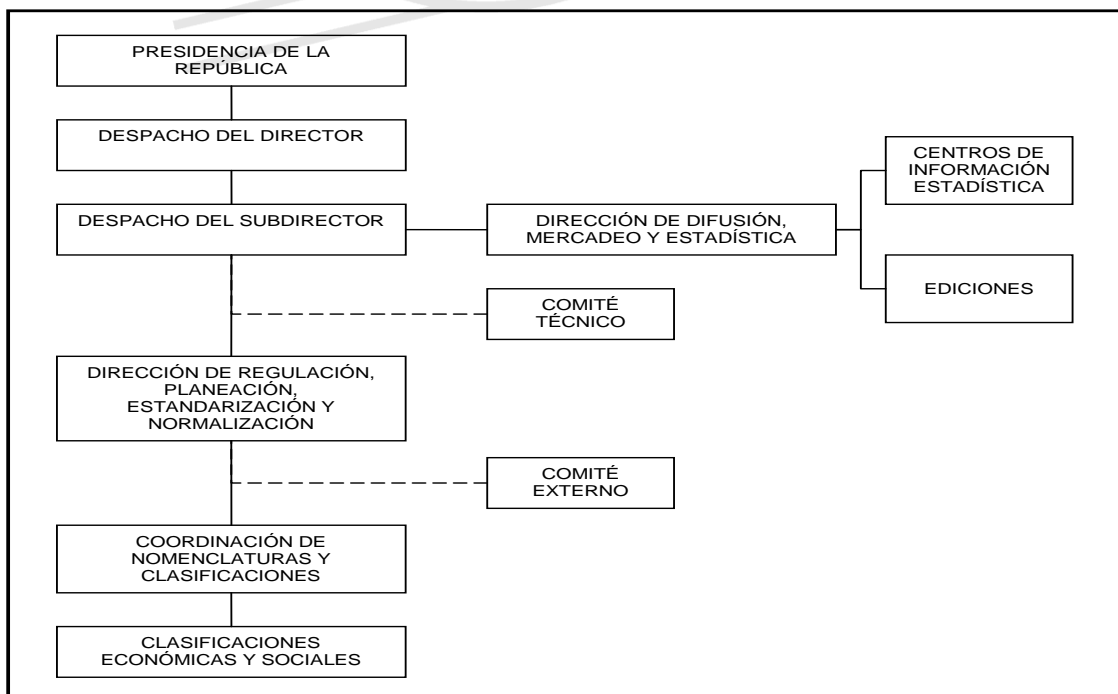 PRESIDENCIA DE LA
REPÚBLICA
DESPACHO DEL DIRECTOR
DESPACHO DEL SUBDIRECTOR
DIRECCIÓN DE DIFUSIÓN,
MERCADEO Y ESTADÍSTICA
CENTROS DE
INFORMACIÓN
ESTADÍSTICA
EDICIONES
COMITÉ
TÉCNICO
DIRECCIÓN DE REGULACIÓN,
PLANEACIÓN,
ESTANDARIZACIÓN Y
NORMALIZACIÓN
COMITÉ
EXTERNO
COORDINACIÓN DE
NOMENCLATURAS Y
CLASIFICACIONES
CLASIFICACIONES
ECONÓMICAS Y SOCIALES